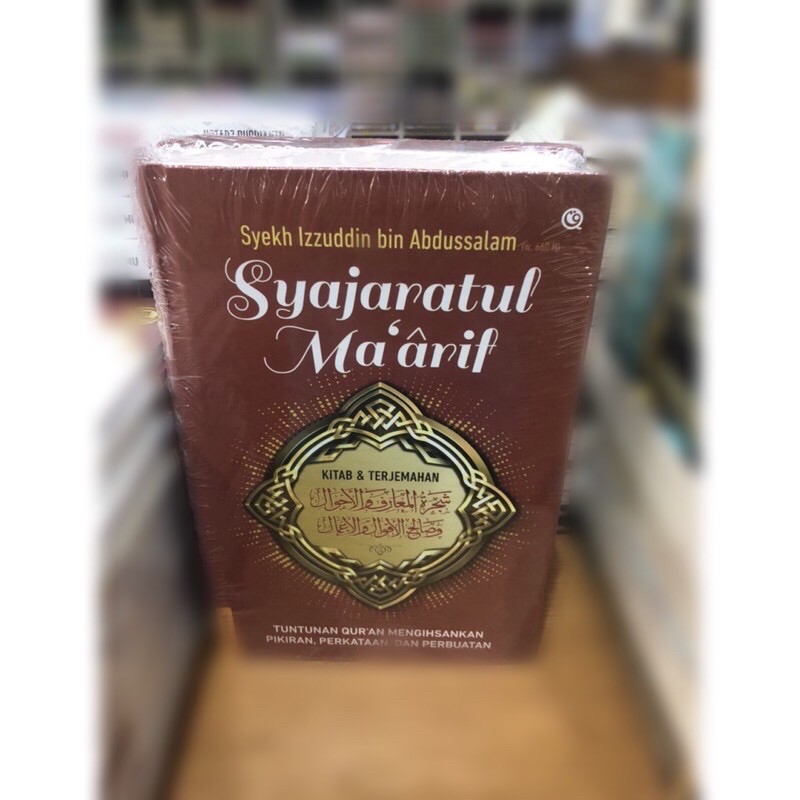 Syekh Izzuddin bin Abdussalam (w. 660 H)
Syajaratul
Ma‘ârif
KITAB & TERJEMAHAN
شجرة المعارف والأحوال
وصالح الأقوال والأعمال
TUNTUNAN QUR'AN MENGIHSANKAN
PIKIRAN, PERKATAAN, DAN PERBUATAN